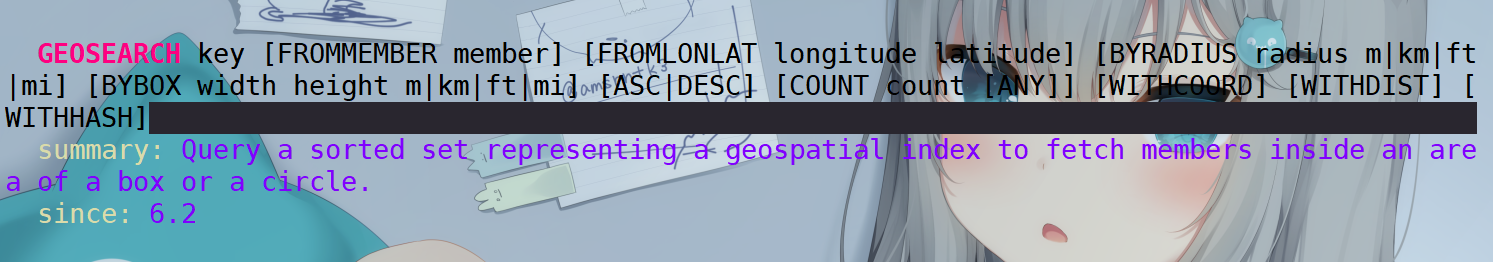 GEOSEARCH key [FROMMEMBER member] [FROMLONLAT longitude latitude] [BYRADIUS radius m|km|ft
|mi] [BYBOX width height m|km|ft|mi] [ASC|DESC] [COUNT count [ANY]] [WITHCOORD] [WITHDIST] [
WITHHASH]
summary: Query a sorted set representing a geospatial index to fetch members inside an are
a of a box or a circle.
since: 6.2